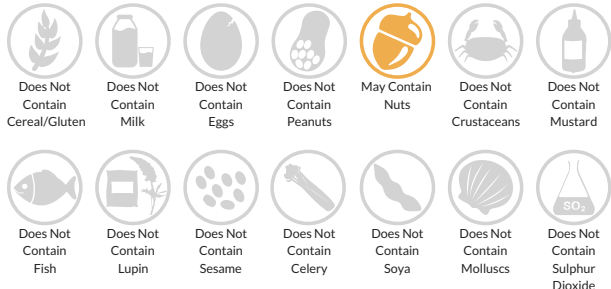 Does Not
Contain
Cereal/Gluten
Does Not
Contain
Milk
Does Not
Contain
Eggs
Does Not
Contain
Peanuts
May Contain
Nuts
Does Not
Contain
Crustaceans
Does Not
Contain
Mustard
SO₂
Does Not
Contain
Fish
Does Not
Contain
Lupin
Does Not
Contain
Sesame
Does Not
Contain
Celery
Does Not
Contain
Soya
Does Not
Contain
Molluscs
Does Not
Contain
Sulphur
Dioxide